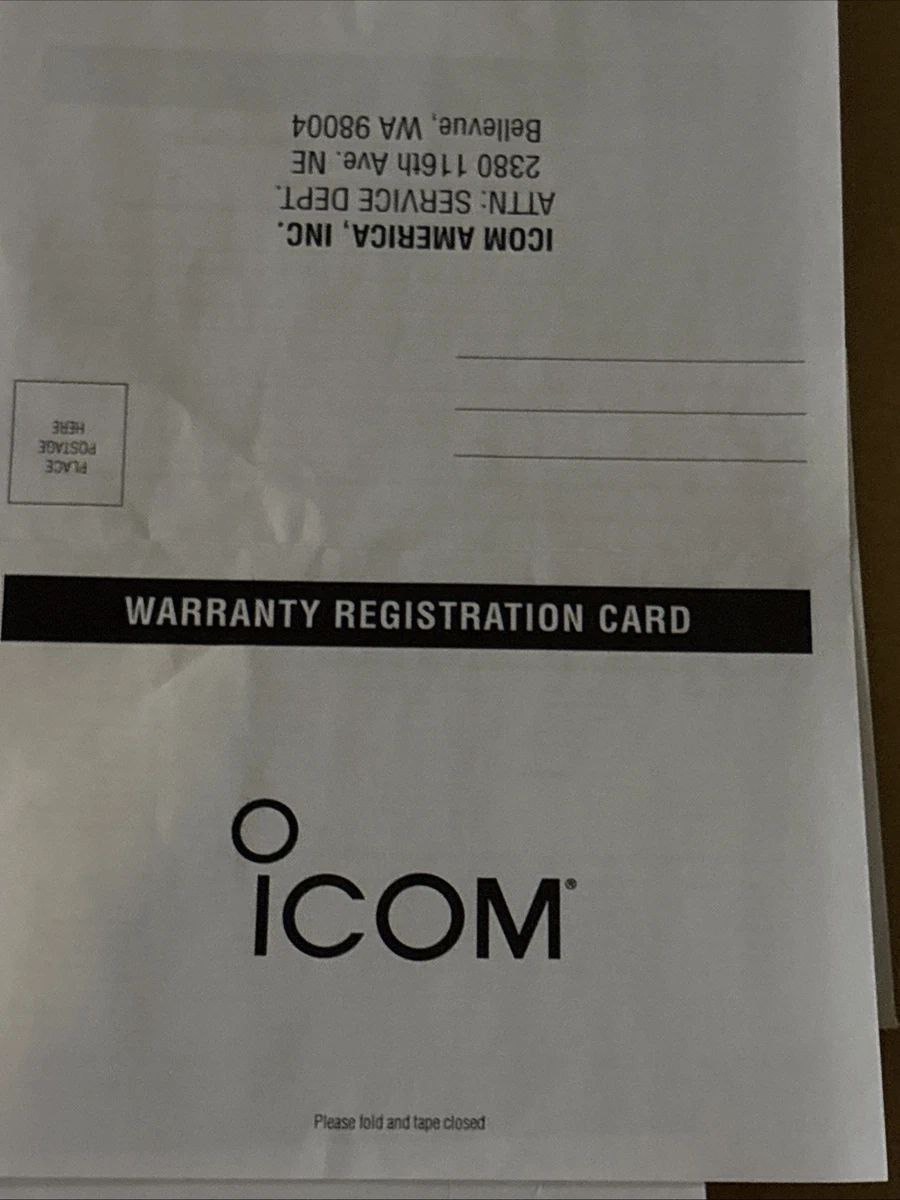 ICOM AMERICA, INC.
ATTN: SERVICE DEPT.
2380 116th Ave. NE
Bellevue, WA 98004
PLACE
POSTAGE
HERE
WARRANTY REGISTRATION CARD
ICOM®
Please fold and tape closed